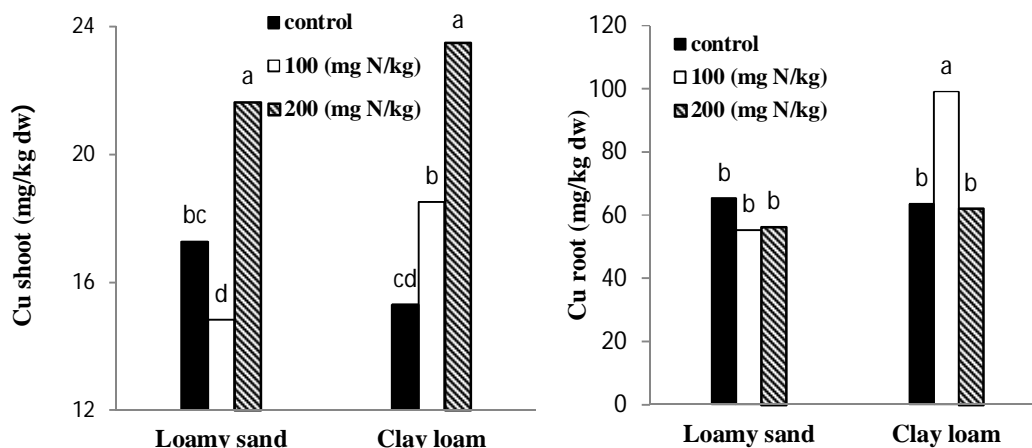 Cu shoot (mg/kg dw)
24
20
16
12
control
100 (mg N/kg)
200 (mg N/kg)
bc
d
a
cd
b
a
Loamy sand
Clay loam
Cu root (mg/kg dw)
120
100
80
60
40
20
0
control
100 (mg N/kg)
200 (mg N/kg)
b
b
b
b
a
b
Loamy sand
Clay loam